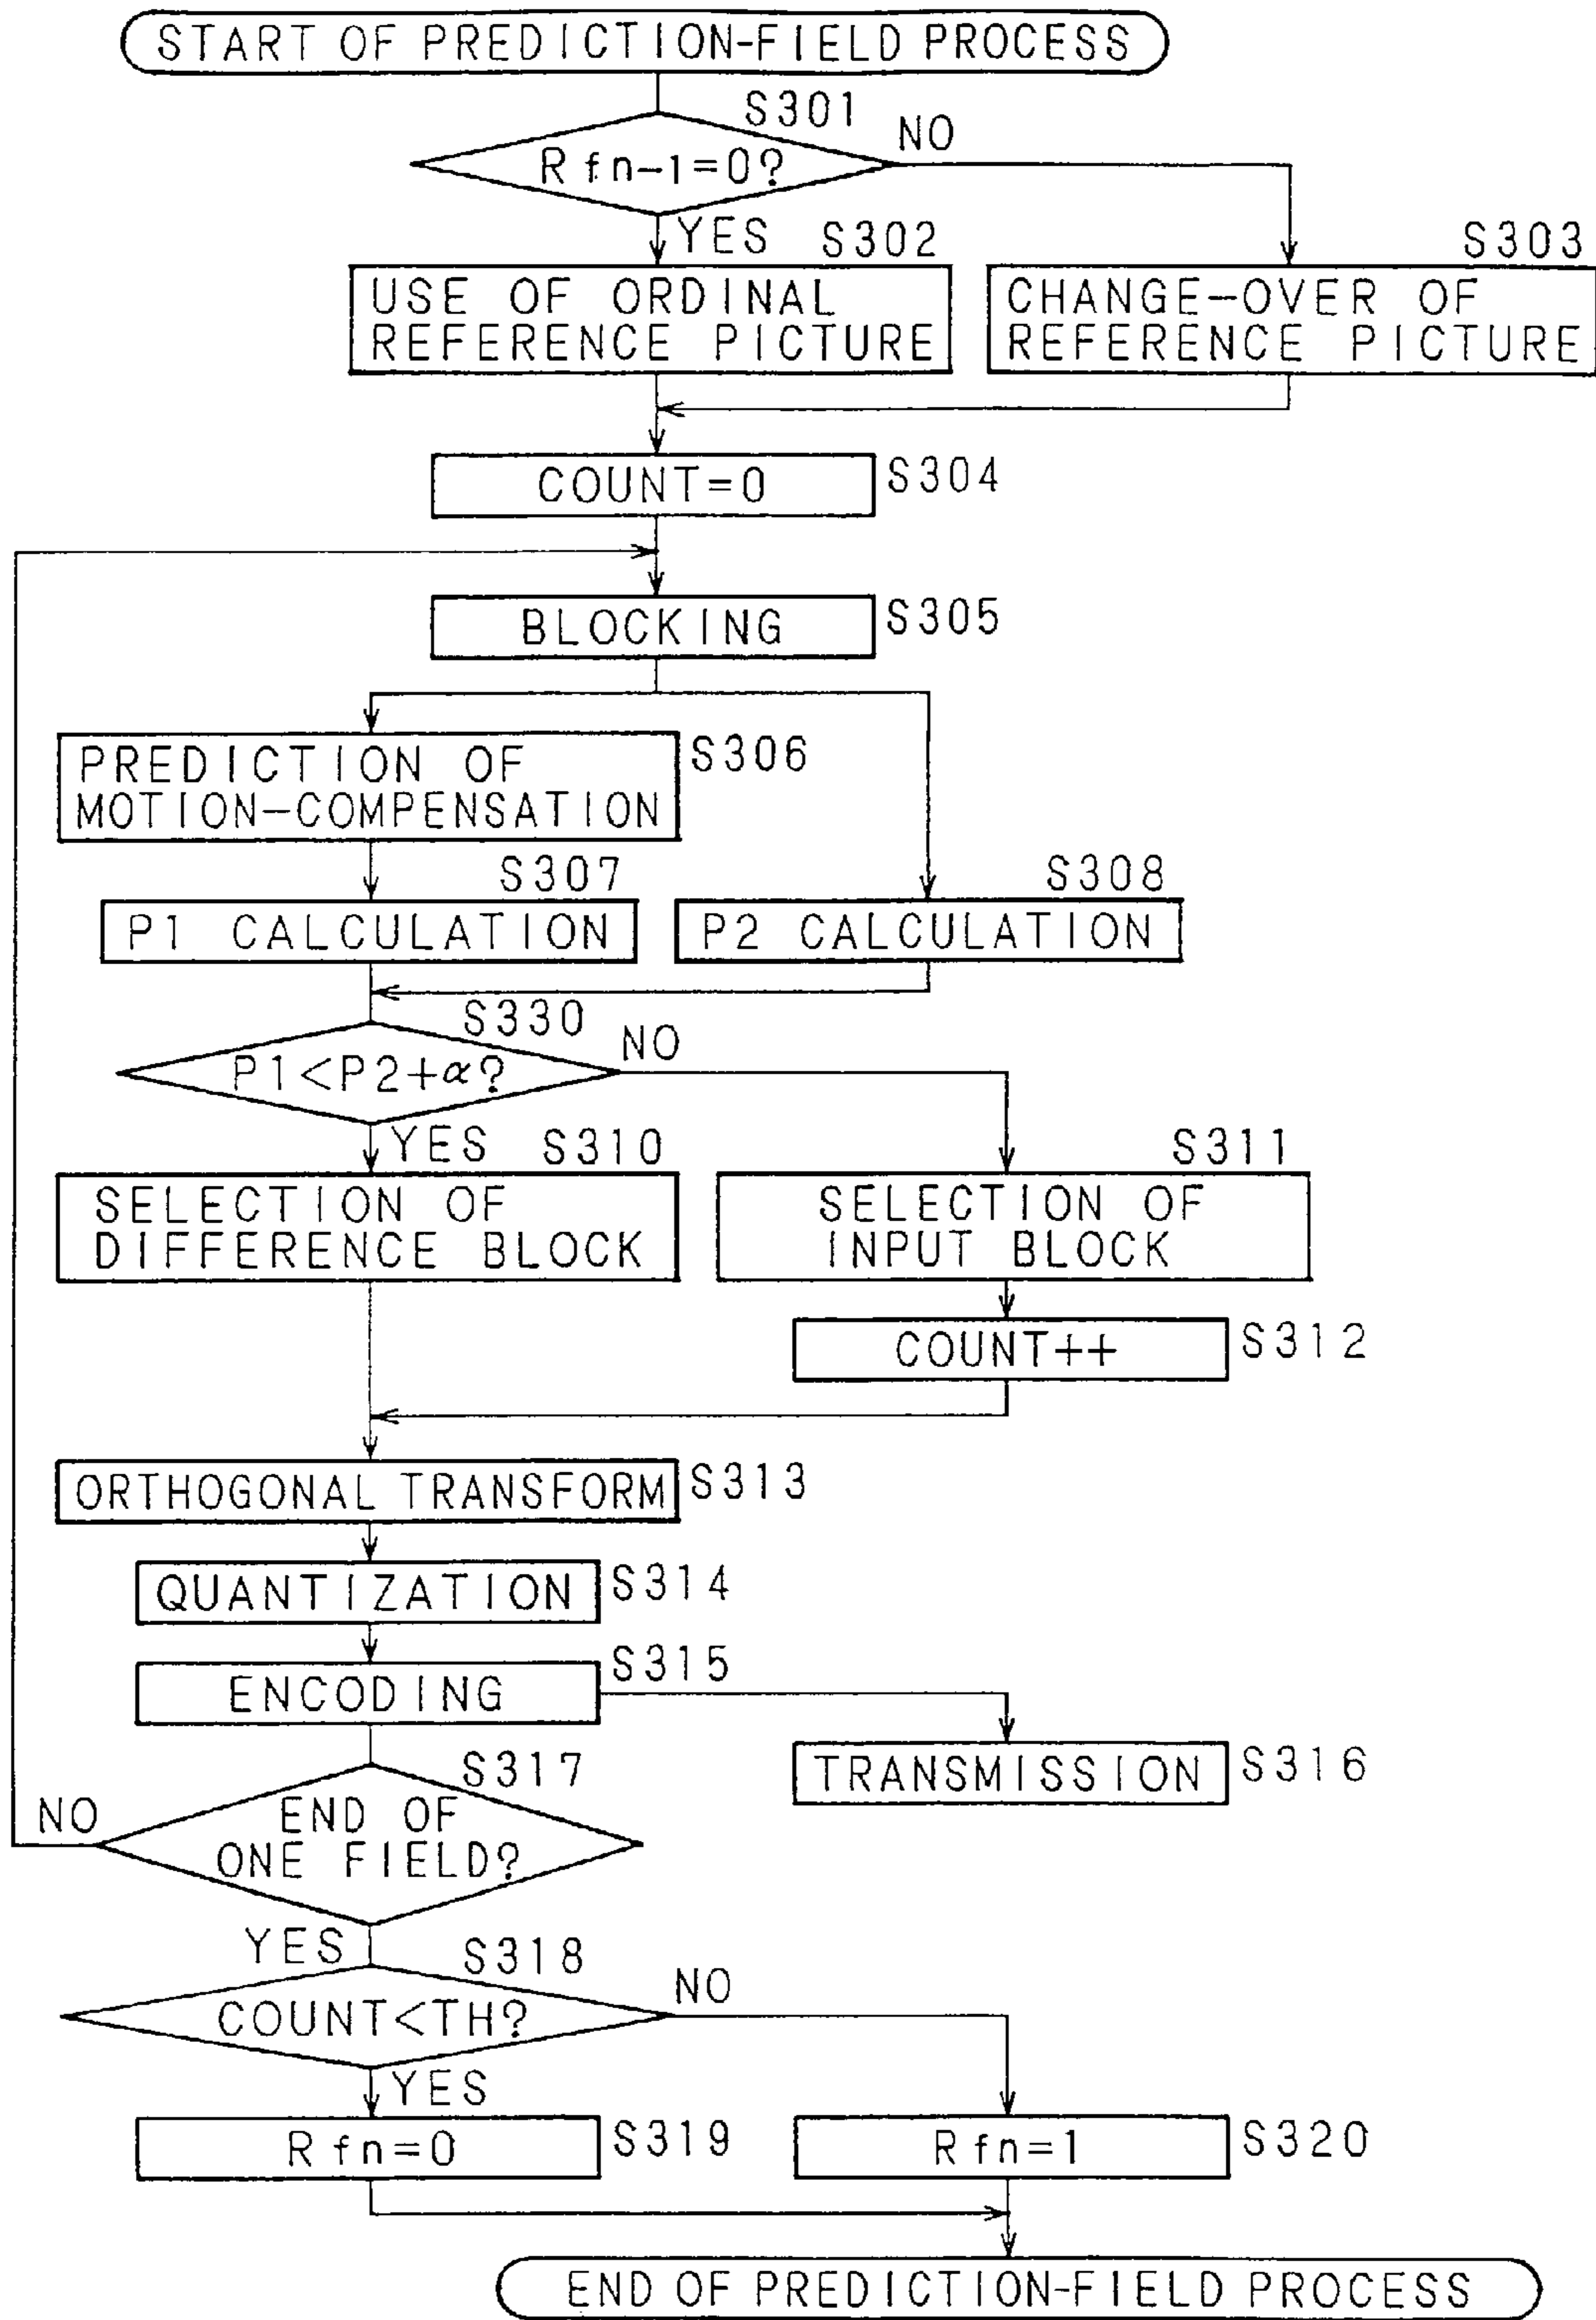 START OF PREDICTION-FIELD PROCESS
S301
Rfn-1=0?
NO
YES
S302
S303
USE OF ORDINAL
REFERENCE PICTURE
CHANGE-OVER OF
REFERENCE PICTURE
COUNT=0
S304
BLOCKING
S305
PREDICTION OF
MOTION-COMPENSATION
S306
S307
S308
P1 CALCULATION
P2 CALCULATION
S330
P1<P2+α?
NO
YES
S310
S311
SELECTION OF
DIFFERENCE BLOCK
SELECTION OF
INPUT BLOCK
COUNT++
S312
ORTHOGONAL TRANSFORM
S313
QUANTIZATION
S314
ENCODING
S315
TRANSMISSION
S316
S317
END OF
ONE FIELD?
NO
YES
S318
COUNT<TH?
NO
YES
Rfn=0
S319
Rfn=1
S320
END OF PREDICTION-FIELD PROCESS